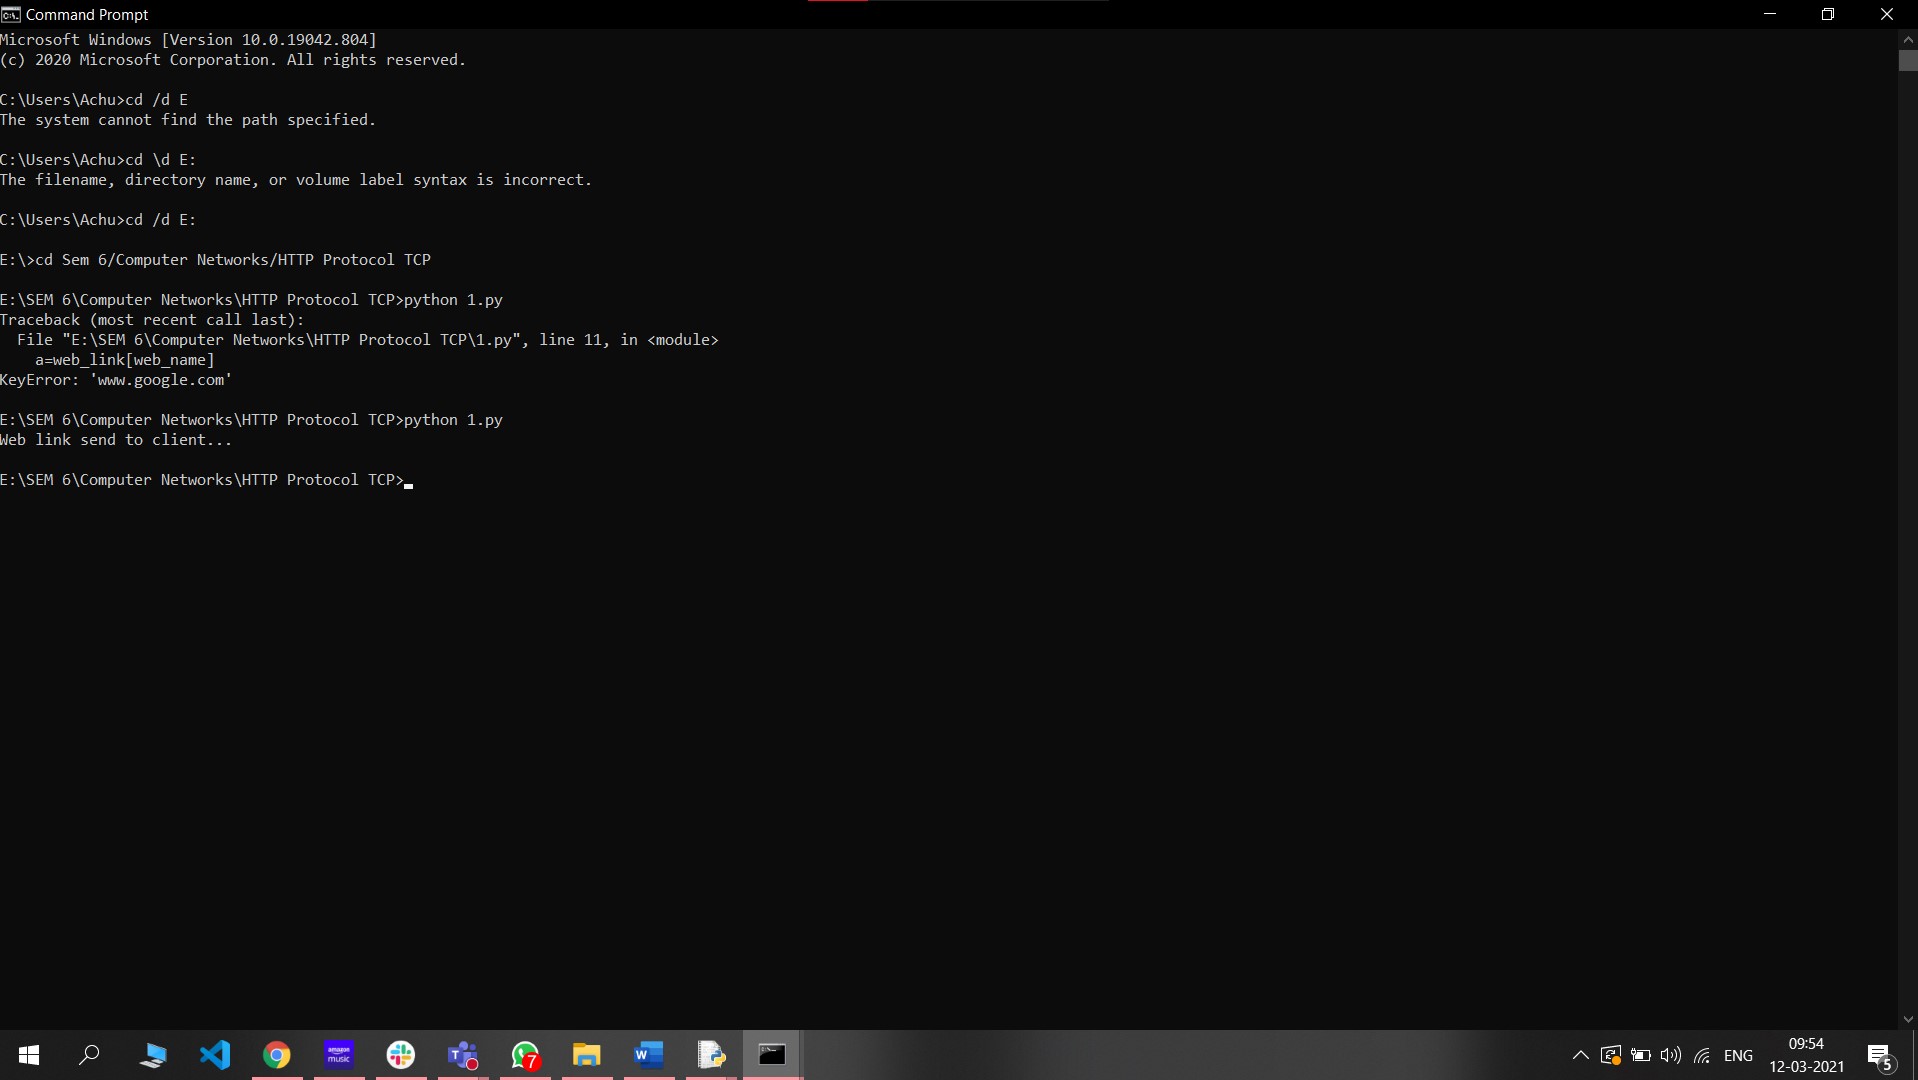 Command Prompt
Microsoft Windows [Version 10.0.19042.804]
(c) 2020 Microsoft Corporation. All rights reserved.
C:\Users\Achu>cd /d E
The system cannot find the path specified.
C:\Users\Achu>cd \d E:
The filename, directory name, or volume label syntax is incorrect.
C:\Users\Achu>cd /d E:
E:\>cd Sem 6/Computer Networks/HTTP Protocol TCP
E:\SEM 6\Computer Networks\HTTP Protocol TCP>python 1.py
Traceback (most recent call last):
  File "E:\SEM 6\Computer Networks\HTTP Protocol TCP\1.py", line 11, in <module>
    a=web_link[web_name]
KeyError: 'www.google.com'
E:\SEM 6\Computer Networks\HTTP Protocol TCP>python 1.py
Web link send to client...
E:\SEM 6\Computer Networks\HTTP Protocol TCP>
amazon music
7
ENG
09:54
12-03-2021
5